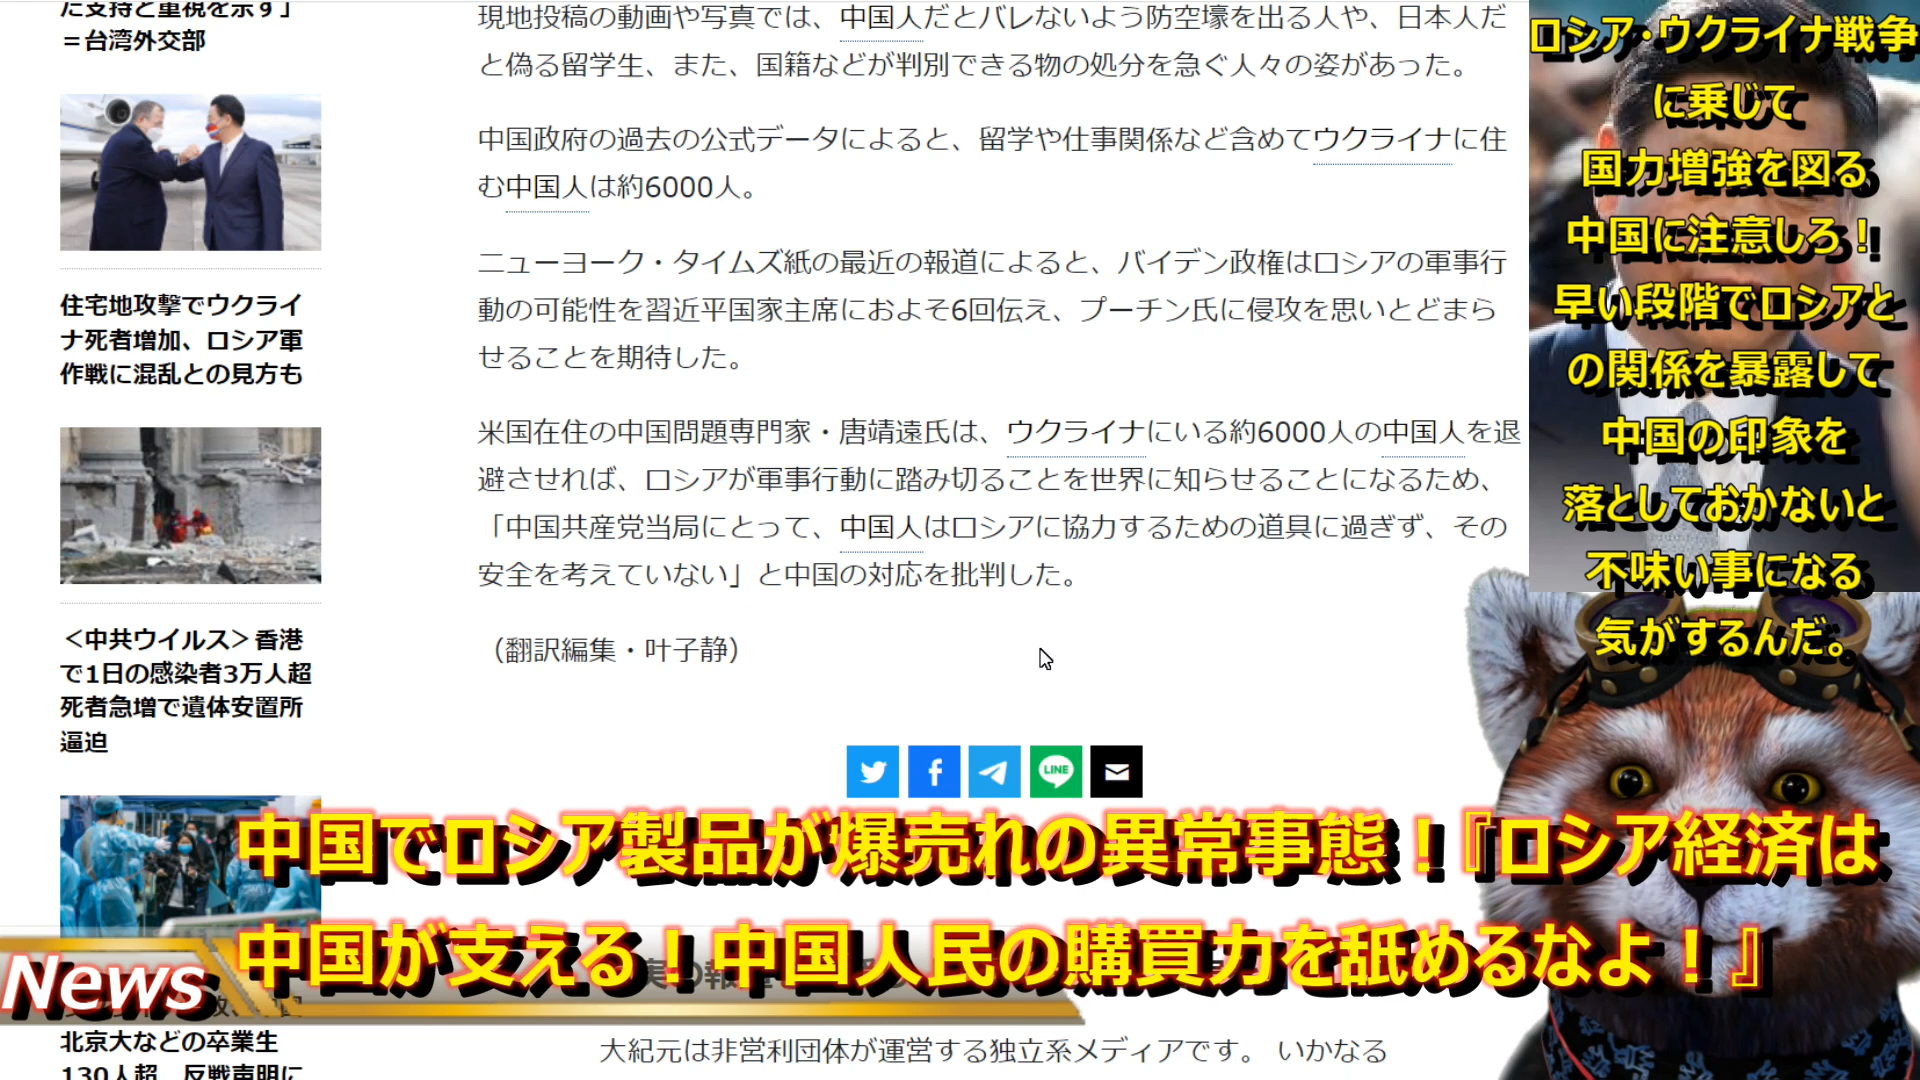 た支持と重視を示す」
＝台湾外交部
住宅地攻撃でウクライ
ナ死者増加、ロシア軍
作戦に混乱との見方も
＜中共ウイルス＞香港
で1日の感染者3万人超
死者急増で遺体安置所
逼迫
北京大などの卒業生
130人超、反戦声明に
現地投稿の動画や写真では、中国人だとバレないよう防空壕を出る人や、日本人だ
と偽る留学生、また、国籍などが判別できる物の処分を急ぐ人々の姿があった。
中国政府の過去の公式データによると、留学や仕事関係など含めてウクライナに住
む中国人は約6000人。
ニューヨーク・タイムズ紙の最近の報道によると、バイデン政権はロシアの軍事行
動の可能性を習近平国家主席におよそ6回伝え、プーチン氏に侵攻を思いとどまら
せることを期待した。
米国在住の中国問題専門家・唐靖遠氏は、ウクライナにいる約6000人の中国人を退
避させれば、ロシアが軍事行動に踏み切ることを世界に知らせることになるため、
「中国共産党当局にとって、中国人はロシアに協力するための道具に過ぎず、その
安全を考えていない」と中国の対応を批判した。
（翻訳編集・叶子静）
LINE
ロシア・ウクライナ戦争
に乗じて
国力増強を図る
中国に注意しろ！
早い段階でロシアと
の関係を暴露して
中国の印象を
落としておかないと
不味い事になる
気がするんだ。
中国でロシア製品が爆売れの異常事態！『ロシア経済は
中国が支える！中国人民の購買力を舐めるなよ！』
News
大紀元は非営利団体が運営する独立系メディアです。 いかなる